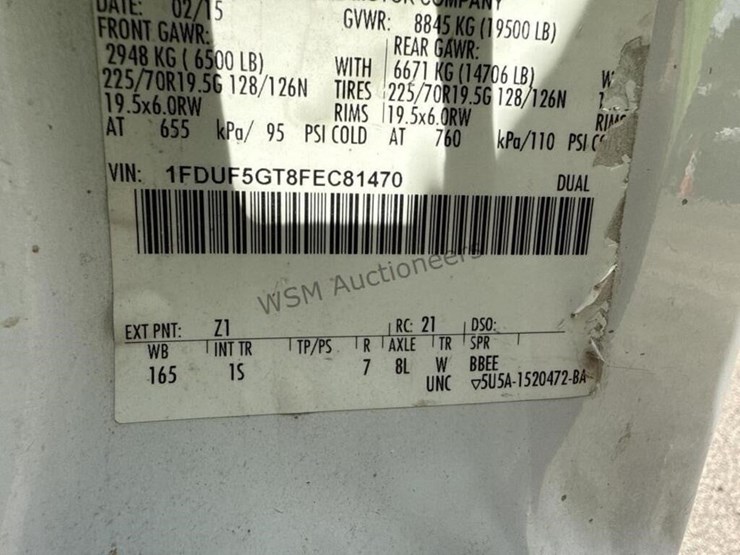 DATE: 02/15
MOTOR COMPANY
GVWR: 8845 KG (19500 LB)
FRONT GAWR:
2948 KG ( 6500 LB)
225/70R19.5G 128/126N
19.5x6.0RW
AT 655 kPa/ 95 PSI COLD
WITH
TIRES
RIMS
REAR GAWR:
6671 KG (14706 LB)
225/70R19.5G 128/126N
19.5x6.0RW
AT 760 kPa/110 PSI
VIN: 1FDUF5GT8FEC81470
DUAL
WSM Auctioneers
EXT PNT: Z1 RC: 21 DSO:
WB INT TR TP/PS R AXLE TR SPR
165 1S 7 8L W BBEE
UNC ▽5U5A-1520472-BA